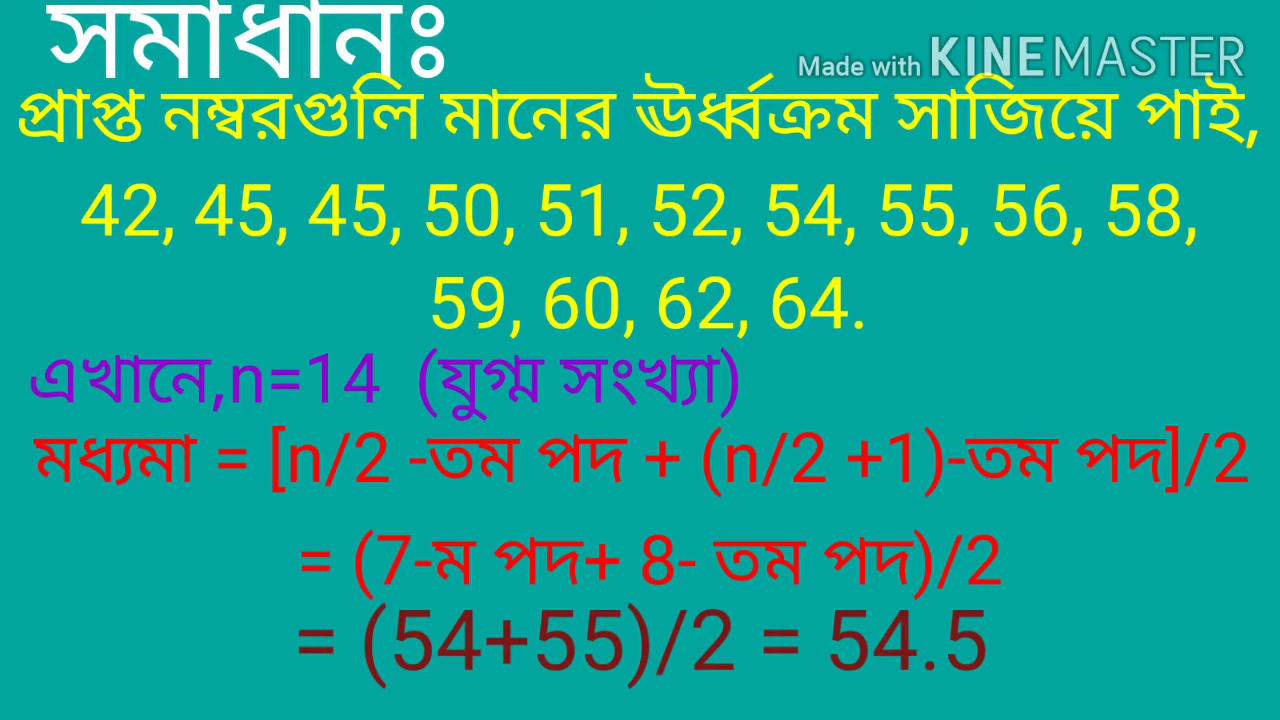 সমাধানঃ
Made with KINEMASTER
প্রাপ্ত নম্বরগুলি মানের ঊর্ধ্বক্রম সাজিয়ে পাই,
42, 45, 45, 50, 51, 52, 54, 55, 56, 58,
59, 60, 62, 64.
এখানে,n=14 (যুগ্ম সংখ্যা)
মধ্যমা = [n/2 -তম পদ + (n/2 +1)-তম পদ]/2
= (7-ম পদ+ 8- তম পদ)/2
= (54+55)/2 = 54.5